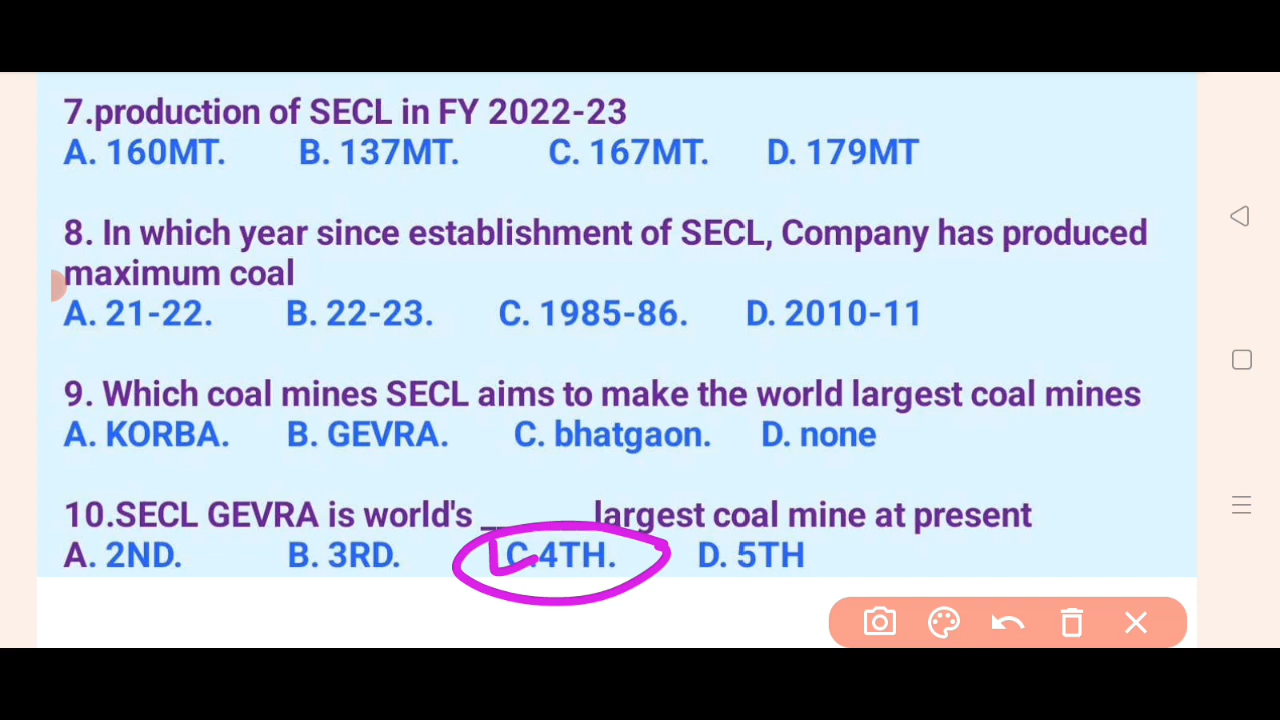 7.production of SECL in FY 2022-23
A. 160MT. B. 137MT. C. 167MT. D. 179MT
8. In which year since establishment of SECL, Company has produced
maximum coal
A. 21-22. B. 22-23. C. 1985-86. D. 2010-11
9. Which coal mines SECL aims to make the world largest coal mines
A. KORBA. B. GEVRA. C. bhatgaon. D. none
10.SECL GEVRA is world's ______largest coal mine at present
A. 2ND. B. 3RD. C.4TH. D. 5TH